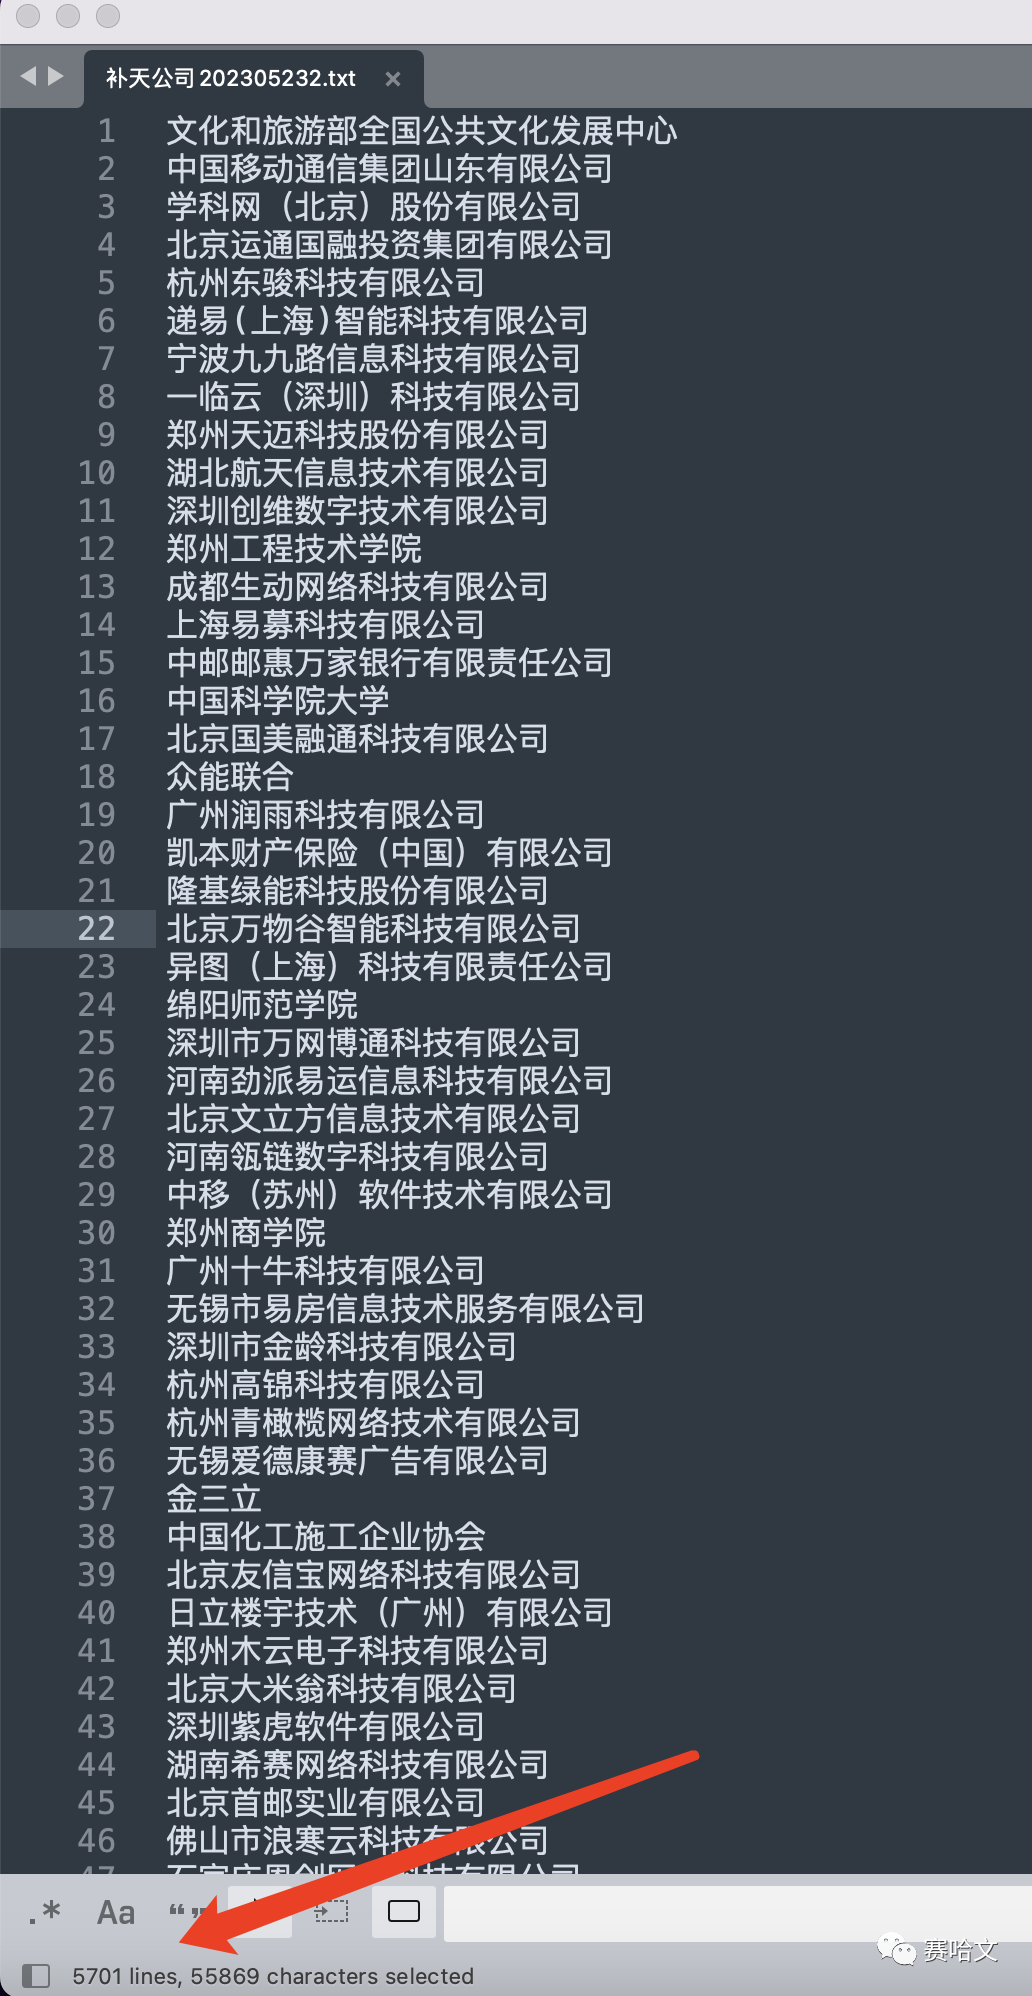 补天公司202305232.txt ×
1 文化和旅游部全国公共文化发展中心
2 中国移动通信集团山东有限公司
3 学科网（北京）股份有限公司
4 北京运通国融投资集团有限公司
5 杭州东骏科技有限公司
6 递易(上海)智能科技有限公司
7 宁波九九路信息科技有限公司
8 一临云（深圳）科技有限公司
9 郑州天迈科技股份有限公司
10 湖北航天信息技术有限公司
11 深圳创维数字技术有限公司
12 郑州工程技术学院
13 成都生动网络科技有限公司
14 上海易募科技有限公司
15 中邮邮惠万家银行有限责任公司
16 中国科学院大学
17 北京国美融通科技有限公司
18 众能联合
19 广州润雨科技有限公司
20 凯本财产保险（中国）有限公司
21 隆基绿能科技股份有限公司
22 北京万物谷智能科技有限公司
23 异图（上海）科技有限责任公司
24 绵阳师范学院
25 深圳市万网博通科技有限公司
26 河南劲派易运信息科技有限公司
27 北京文立方信息技术有限公司
28 河南瓴链数字科技有限公司
29 中移（苏州）软件技术有限公司
30 郑州商学院
31 广州十牛科技有限公司
32 无锡市易房信息技术服务有限公司
33 深圳市金龄科技有限公司
34 杭州高锦科技有限公司
35 杭州青橄榄网络技术有限公司
36 无锡爱德康赛广告有限公司
37 金三立
38 中国化工施工企业协会
39 北京友信宝网络科技有限公司
40 日立楼宇技术（广州）有限公司
41 郑州木云电子科技有限公司
42 北京大米翁科技有限公司
43 深圳紫虎软件有限公司
44 湖南希赛网络科技有限公司
45 北京首邮实业有限公司
46 佛山市浪寒云科技有限公司
47
.* Aa “”
赛哈文
5701 lines, 55869 characters selected